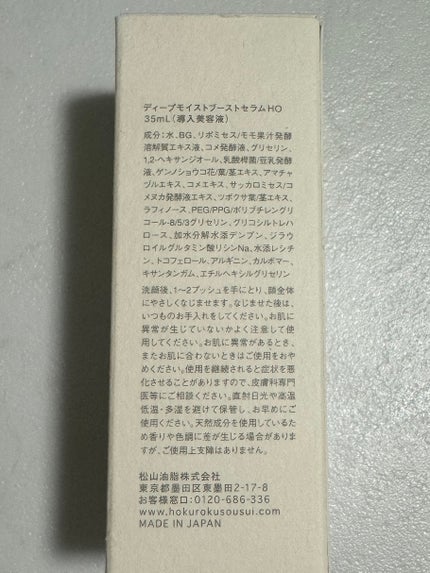 ディープモイストブーストセラムHO
35mL(導入美容液)
成分:水、BG、リポミセス/モモ果汁発酵
溶解質エキス液、コメ発酵液、グリセリン、
1,2-ヘキサンジオール、乳酸桿菌/豆乳発酵
液、ゲンノショウコ花/葉/茎エキス、アマチャ
ヅルエキス、コメエキス、サッカロミセス/コ
メヌカ発酵液エキス、ツボクサ葉/茎エキス、
ラフィノース、PEG/PPG/ポリブチレングリ
コール-8/5/3グリセリン、グリコシルトレハ
ロース、加水分解水添デンプン、ジラウ
ロイルグルタミン酸リシンNa、水添レシチ
ン、トコフェロール、アルギニン、カルボマー、
キサンタンガム、エチルヘキシルグリセリン
洗顔後、1〜2プッシュを手にとり、顔全体
にやさしくなじませます。なじませた後は、
いつものお手入れをしてください。お肌に
異常が生じていないかよく注意して使
用してください。お肌に異常があるとき、
またお肌に合わないときはご使用をおや
めください。使用を継続されると症状を悪
化させることがありますので、皮膚科専門
医等にご相談ください。直射日光や高温
低温・多湿を避けて保管し、お早めにご
使用ください。天然成分を使用しているた
め香りや色調に差が生じる場合がありま
すが、ご使用上支障はありません。
松山油脂株式会社
東京都墨田区東墨田2-17-8
お客様窓口:0120-686-336
www.hokurokusousui.com
MADE IN JAPAN